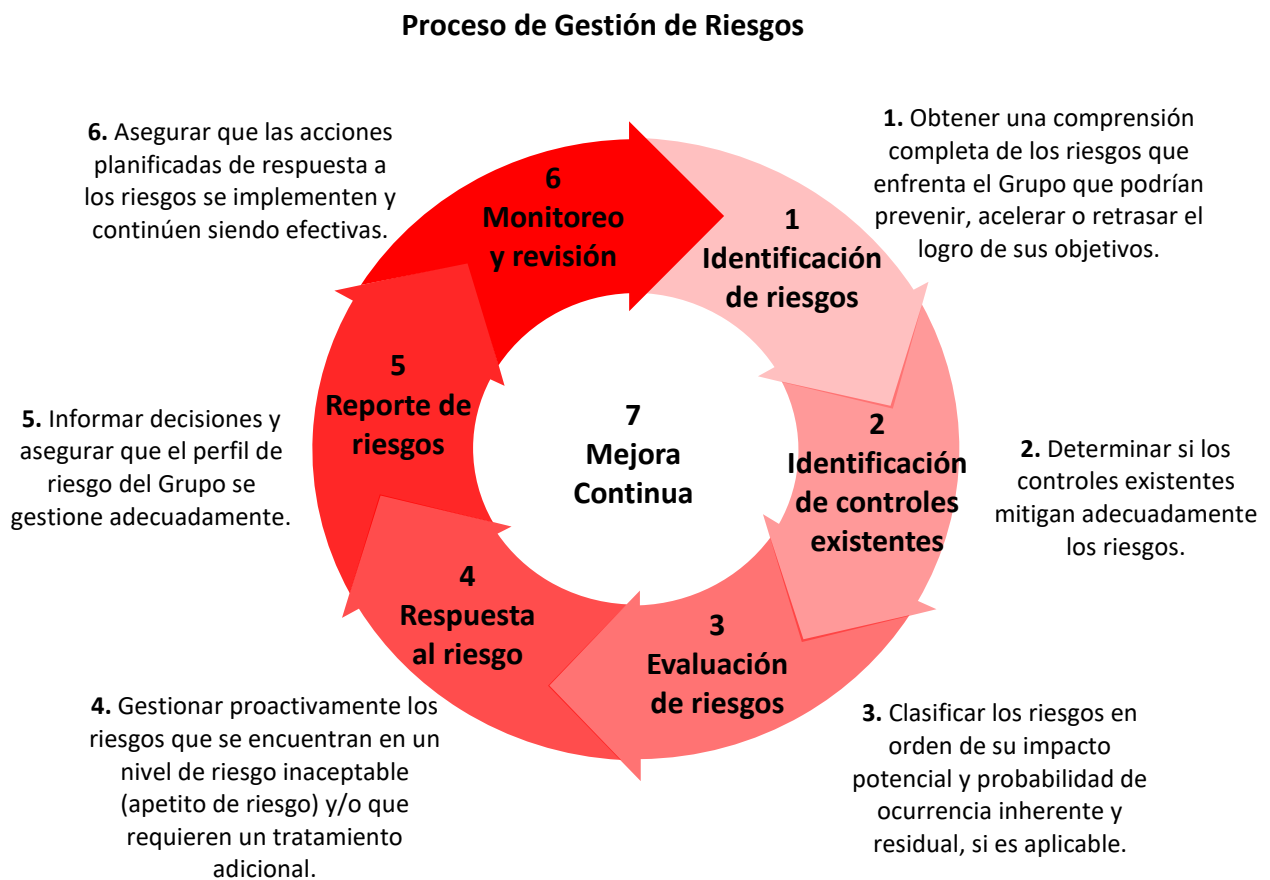 Proceso de Gestión de Riesgos
6. Asegurar que las acciones
planificadas de respuesta a
los riesgos se implementen y
continúen siendo efectivas.
1. Obtener una comprensión
completa de los riesgos que
enfrenta el Grupo que podrían
prevenir, acelerar o retrasar el
logro de sus objetivos.
6
Monitoreo
y revisión
1
Identificación
de riesgos
5
Reporte de
riesgos
7
Mejora
Continua
2
Identificación
de controles
existentes
5. Informar decisiones y
asegurar que el perfil de
riesgo del Grupo se
gestione adecuadamente.
2. Determinar si los
controles existentes
mitigan adecuadamente
los riesgos.
4
Respuesta
al riesgo
3
Evaluación
de riesgos
4. Gestionar proactivamente los
riesgos que se encuentran en un
nivel de riesgo inaceptable
(apetito de riesgo) y/o que
requieren un tratamiento
adicional.
3. Clasificar los riesgos en
orden de su impacto
potencial y probabilidad de
ocurrencia inherente y
residual, si es aplicable.